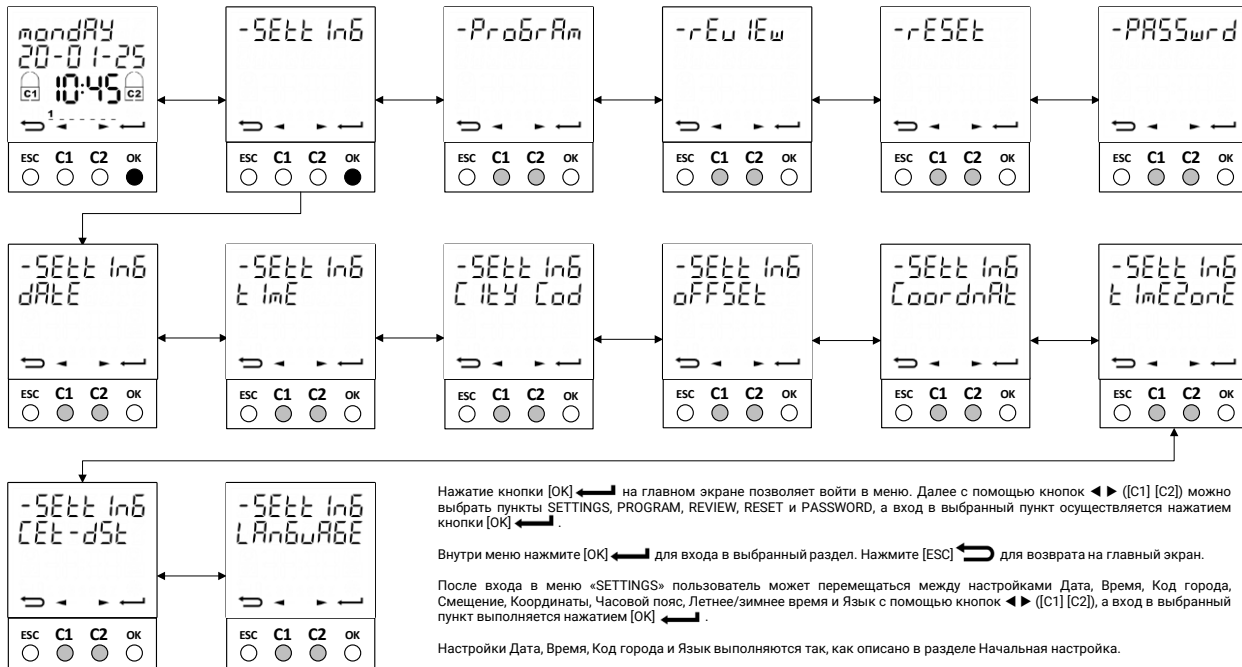 mondAY
20-01-25
C1 10:45 C2
1
ESC C1 C2 OK
-SEtt InG
ESC C1 C2 OK
-ProGrAm
ESC C1 C2 OK
-rEvIEw
ESC C1 C2 OK
-rESEt
ESC C1 C2 OK
-PASSwrd
ESC C1 C2 OK
-SEtt InG
dAtE
ESC C1 C2 OK
-SEtt InG
tImE
ESC C1 C2 OK
-SEtt InG
CItY Cod
ESC C1 C2 OK
-SEtt InG
oFFSEt
ESC C1 C2 OK
-SEtt InG
CoordnAt
ESC C1 C2 OK
-SEtt InG
tImEZonE
ESC C1 C2 OK
-SEtt InG
CEt-dSt
ESC C1 C2 OK
-SEtt InG
LAnGuAGE
ESC C1 C2 OK
Нажатие кнопки [OK] на главном экране позволяет войти в меню. Далее с помощью кнопок ◄ ► ([C1] [C2]) можно
выбрать пункты SETTINGS, PROGRAM, REVIEW, RESET и PASSWORD, а вход в выбранный пункт осуществляется нажатием
кнопки [OK] .
Внутри меню нажмите [OK] для входа в выбранный раздел. Нажмите [ESC] для возврата на главный экран.
После входа в меню «SETTINGS» пользователь может перемещаться между настройками Дата, Время, Код города,
Смещение, Координаты, Часовой пояс, Летнее/зимнее время и Язык с помощью кнопок ◄ ► ([C1] [C2]), а вход в выбранный
пункт выполняется нажатием [OK] .
Настройки Дата, Время, Код города и Язык выполняются так, как описано в разделе Начальная настройка.